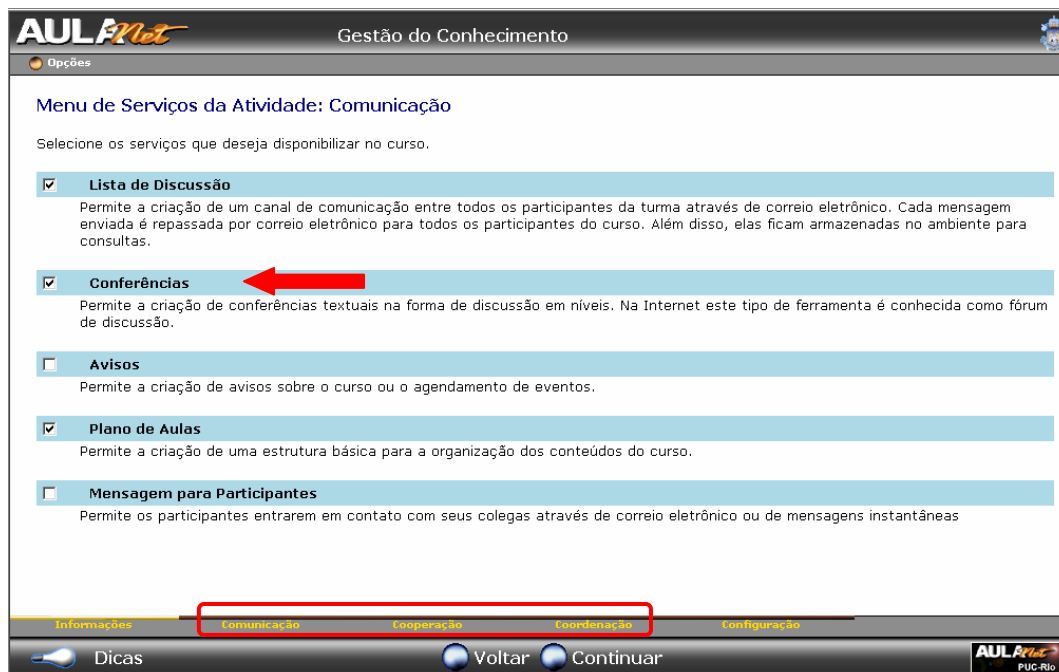 AULANet
Gestão do Conhecimento
Opções
Menu de Serviços da Atividade: Comunicação
Selecione os serviços que deseja disponibilizar no curso.
Lista de Discussão
Permite a criação de um canal de comunicação entre todos os participantes da turma através de correio eletrônico. Cada mensagem
enviada é repassada por correio eletrônico para todos os participantes do curso. Além disso, elas ficam armazenadas no ambiente para
consultas.
Conferências
Permite a criação de conferências textuais na forma de discussão em níveis. Na Internet este tipo de ferramenta é conhecida como fórum
de discussão.
Avisos
Permite a criação de avisos sobre o curso ou o agendamento de eventos.
Plano de Aulas
Permite a criação de uma estrutura básica para a organização dos conteúdos do curso.
Mensagem para Participantes
Permite os participantes entrarem em contato com seus colegas através de correio eletrônico ou de mensagens instantâneas
Informações Comunicação Cooperação Coordenação Configuração
Dicas Voltar Continuar AULANet
PUC-Rio